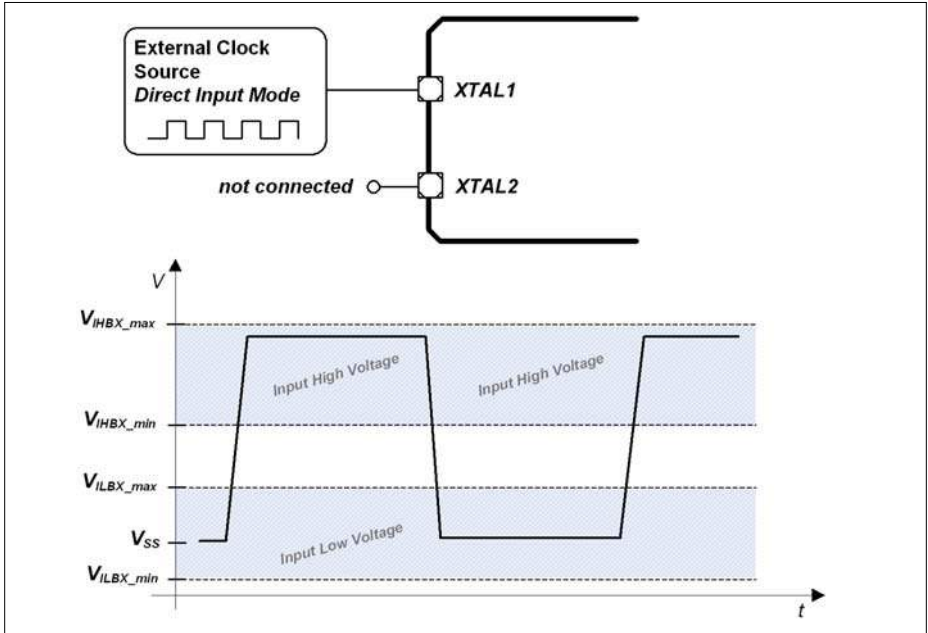 External Clock
Source
Direct Input Mode
XTAL1
not connected
XTAL2
V
VIHBX_max
Input High Voltage
Input High Voltage
VIHBX_min
VILBX_max
Input Low Voltage
VSS
VILBX_min
t